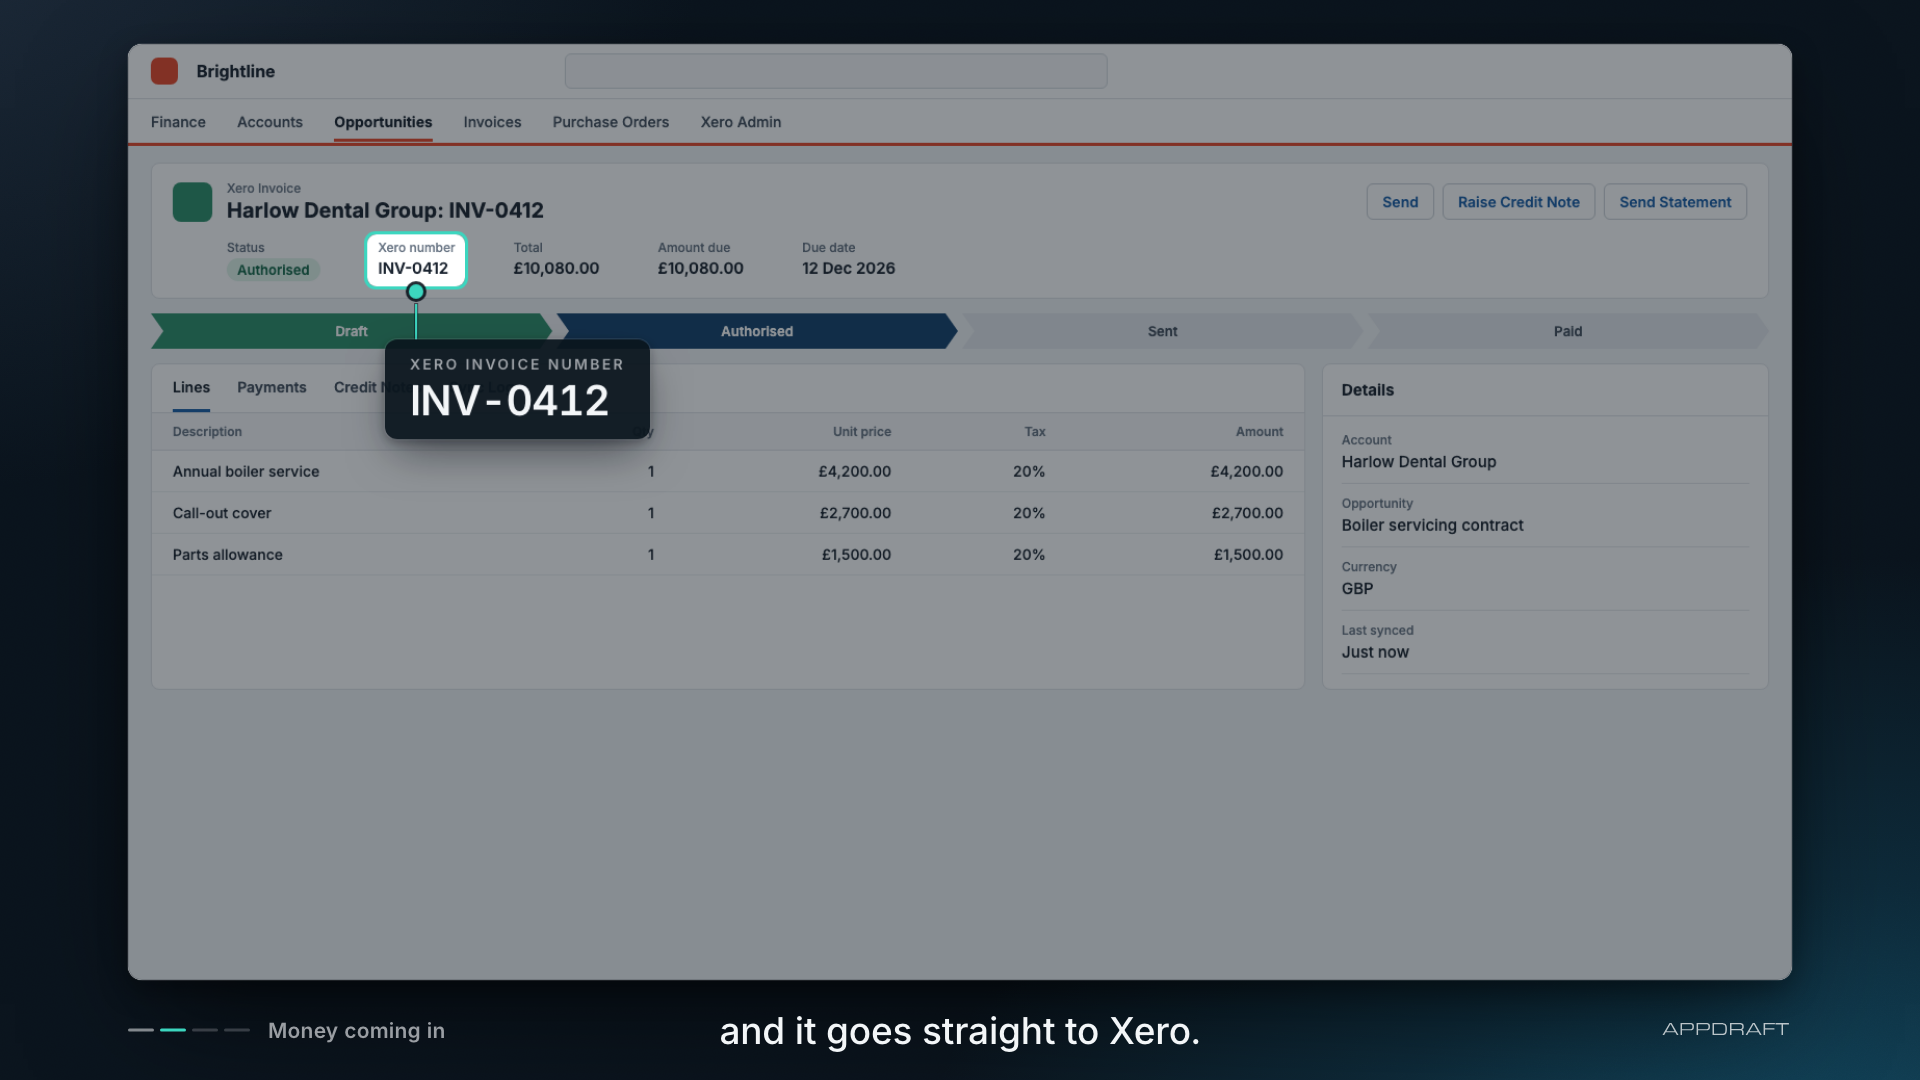 Brightline
Finance Accounts Opportunities Invoices Purchase Orders Xero Admin
Xero Invoice
Harlow Dental Group: INV-0412
Send Raise Credit Note Send Statement
Status Xero number Total Amount due Due date
Authorised INV-0412 £10,080.00 £10,080.00 12 Dec 2026
Draft Authorised Sent Paid
XERO INVOICE NUMBER
INV-0412
Lines Payments Credit
Description Unit price Tax Amount
Annual boiler service 1 £4,200.00 20% £4,200.00
Call-out cover 1 £2,700.00 20% £2,700.00
Parts allowance 1 £1,500.00 20% £1,500.00
Details
Account
Harlow Dental Group
Opportunity
Boiler servicing contract
Currency
GBP
Last synced
Just now
Money coming in
and it goes straight to Xero.
APPDRAFT